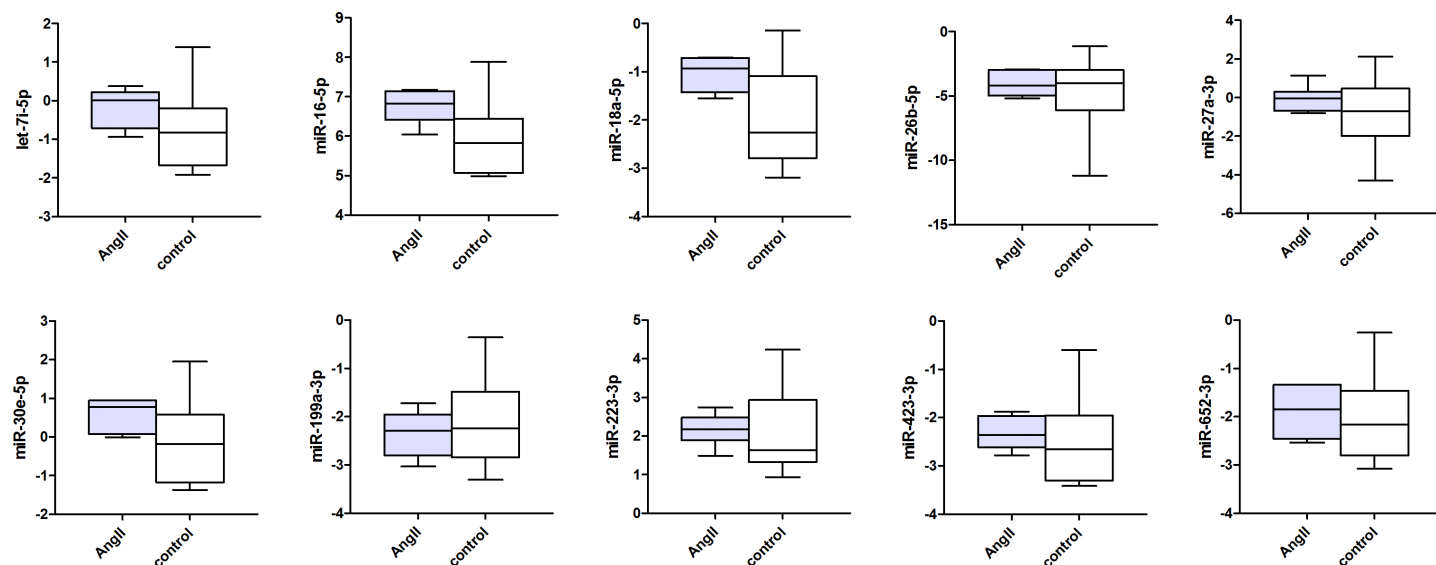 let-7i-5p
2
1
0
-1
-2
-3
AngII
control
miR-16-5p
9
8
7
6
5
4
AngII
control
miR-18a-5p
0
-1
-2
-3
-4
AngII
control
miR-26b-5p
0
-5
-10
-15
AngII
control
miR-27a-3p
4
2
0
-2
-4
-6
AngII
control
miR-30e-5p
3
2
1
0
-1
-2
AngII
control
miR-199a-3p
0
-1
-2
-3
-4
AngII
control
miR-223-3p
5
4
3
2
1
0
AngII
control
miR-423-3p
0
-1
-2
-3
-4
AngII
control
miR-652-3p
0
-1
-2
-3
-4
AngII
control